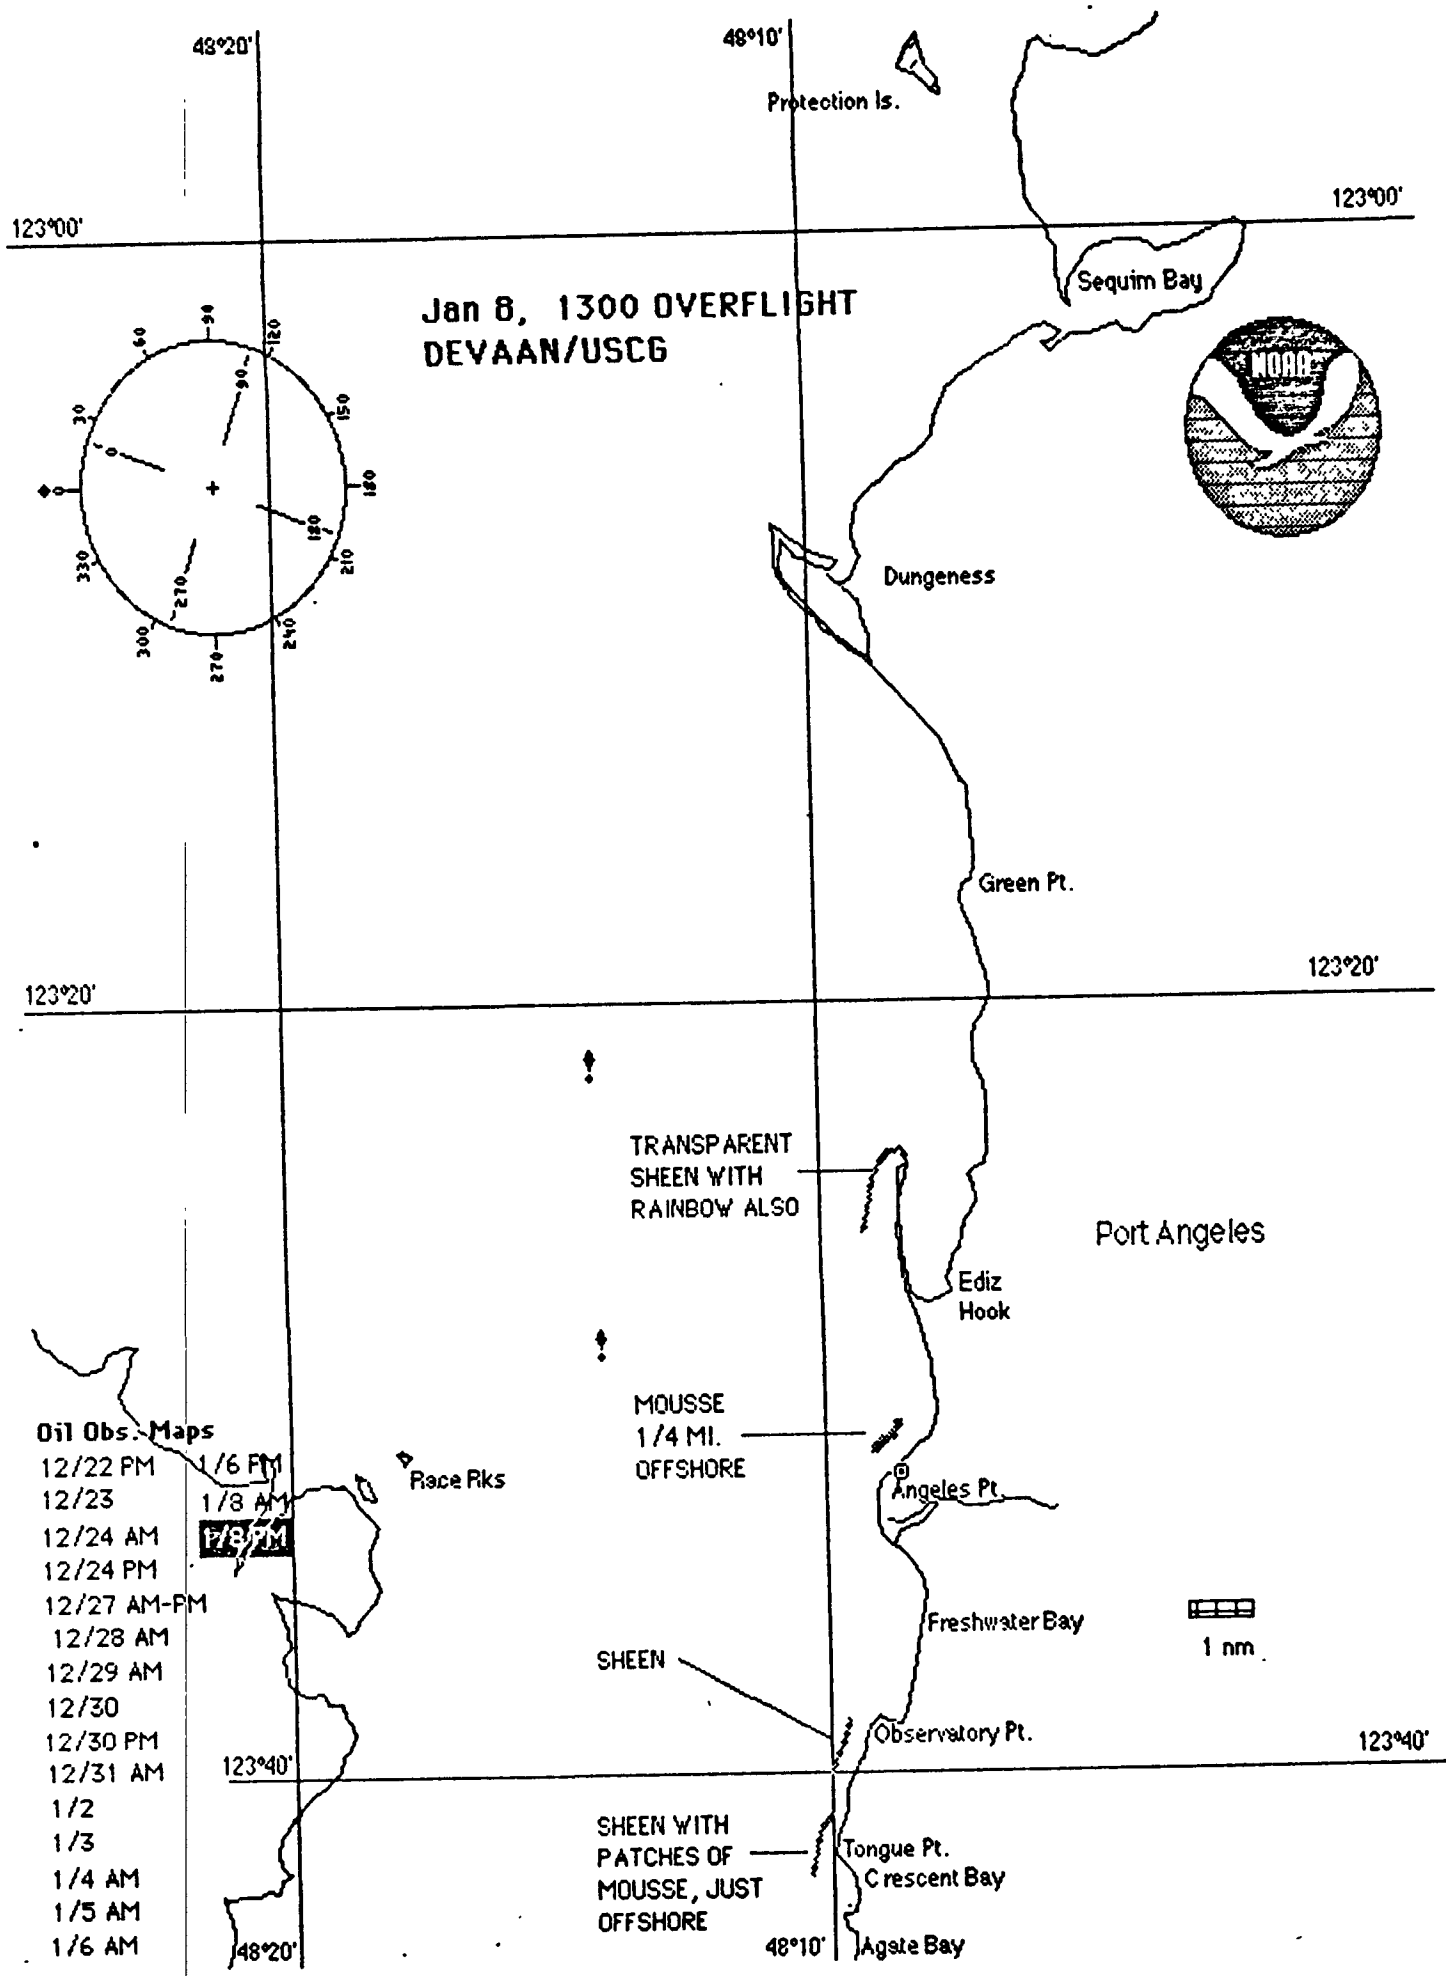 48°20'
48°10'
Protection Is.
123°00'
123°00'
Sequim Bay
Jan 8, 1300 OVERFLIGHT
DEVAAN/USCG
NOAA
0
30
60
90
120
150
180
210
240
270
300
330
0
90
180
270
Dungeness
Green Pt.
123°20'
123°20'
TRANSPARENT
SHEEN WITH
RAINBOW ALSO
Port Angeles
Ediz
Hook
MOUSSE
1/4 MI.
OFFSHORE
Race Rks
Angeles Pt.
Freshwater Bay
1 nm
SHEEN
Observatory Pt.
123°40'
123°40'
SHEEN WITH
PATCHES OF
MOUSSE, JUST
OFFSHORE
Tongue Pt.
Crescent Bay
Agate Bay
48°20'
48°10'
Oil Obs. Maps
12/22 PM
12/23
12/24 AM
12/24 PM
12/27 AM-PM
12/28 AM
12/29 AM
12/30
12/30 PM
12/31 AM
1/2
1/3
1/4 AM
1/5 AM
1/6 AM
1/6 PM
1/8 AM
1/8 PM